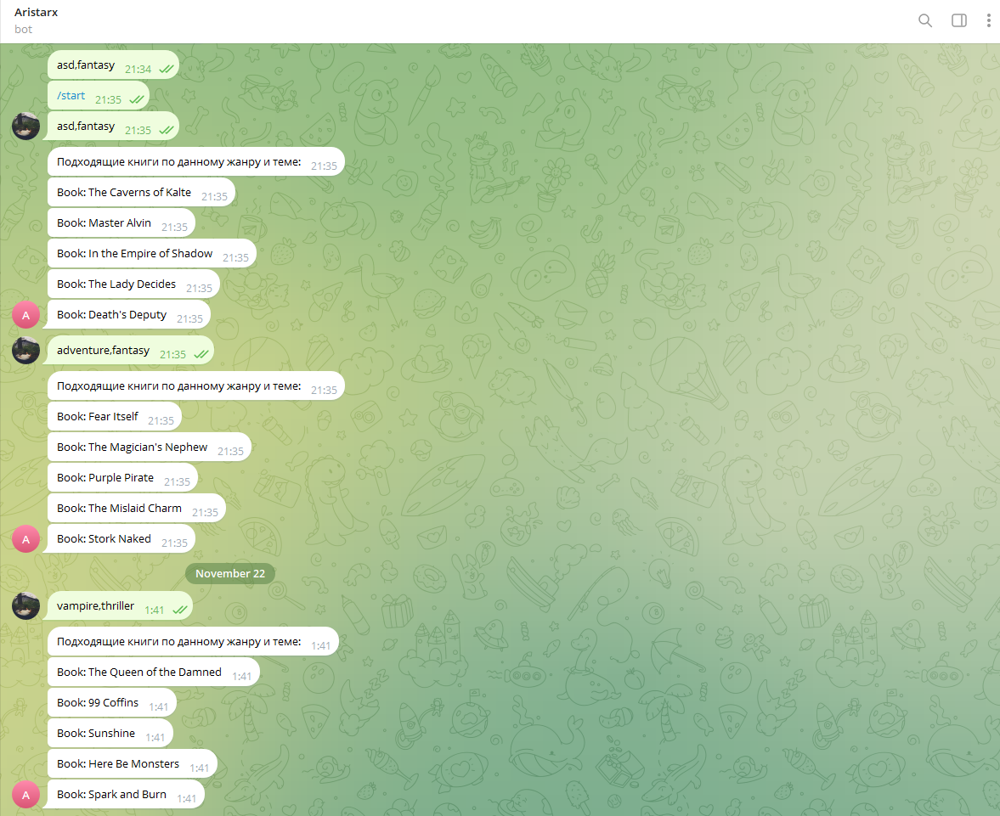 Aristarx
bot
asd,fantasy 21:34
/start 21:35
asd,fantasy 21:35
Подходящие книги по данному жанру и теме: 21:35
Book: The Caverns of Kalte 21:35
Book: Master Alvin 21:35
Book: In the Empire of Shadow 21:35
Book: The Lady Decides 21:35
A
Book: Death's Deputy 21:35
adventure,fantasy 21:35
Подходящие книги по данному жанру и теме: 21:35
Book: Fear Itself 21:35
Book: The Magician's Nephew 21:35
Book: Purple Pirate 21:35
Book: The Mislaid Charm 21:35
A
Book: Stork Naked 21:35
November 22
vampire,thriller 1:41
Подходящие книги по данному жанру и теме: 1:41
Book: The Queen of the Damned 1:41
Book: 99 Coffins 1:41
Book: Sunshine 1:41
Book: Here Be Monsters 1:41
A
Book: Spark and Burn 1:41